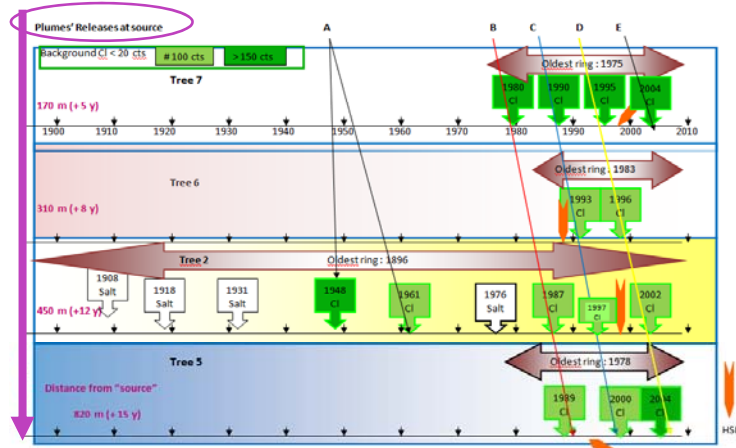 Plumes' Releases at source
A
B
C
D
E
Background Cl < 20 cts
#100 cts
>150 cts
Oldest ring : 1975
Tree 7
1980
Cl
1990
Cl
1995
Cl
2004
Cl
170 m (+ 5 y)
1900
1910
1920
1930
1940
1950
1960
1970
1980
1990
2000
2010
Oldest ring : 1983
Tree 6
1993
Cl
1996
Cl
310 m (+ 8 y)
Tree 2
Oldest ring : 1896
1908
Salt
1918
Salt
1931
Salt
1948
Cl
1961
Cl
1976
Salt
1987
Cl
1997
Cl
2002
Cl
450 m (+12 y)
Tree 5
Oldest ring : 1978
Distance from "source"
1989
Cl
2000
Cl
2004
Cl
820 m (+ 15 y)